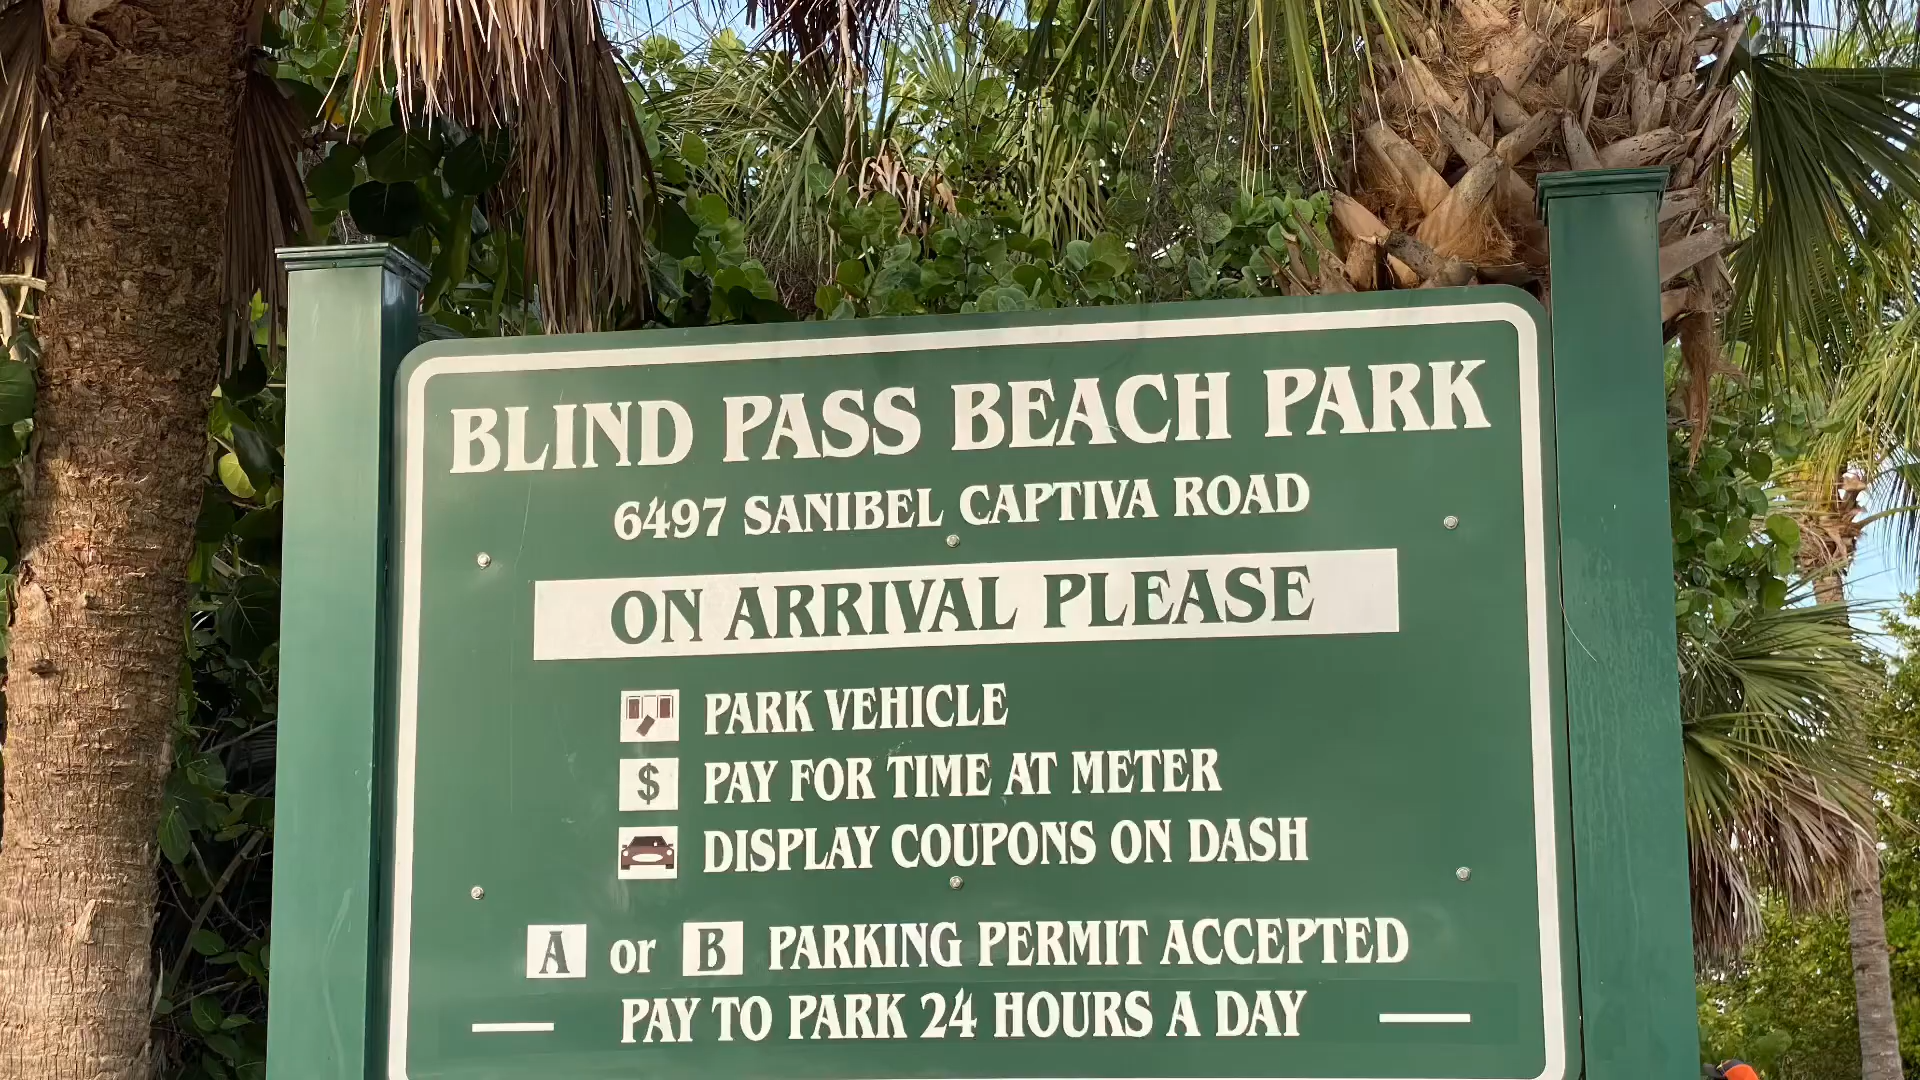 BLIND PASS BEACH PARK
6497 SANIBEL CAPTIVA ROAD
ON ARRIVAL PLEASE
PARK VEHICLE
$ PAY FOR TIME AT METER
DISPLAY COUPONS ON DASH
A or B PARKING PERMIT ACCEPTED
PAY TO PARK 24 HOURS A DAY